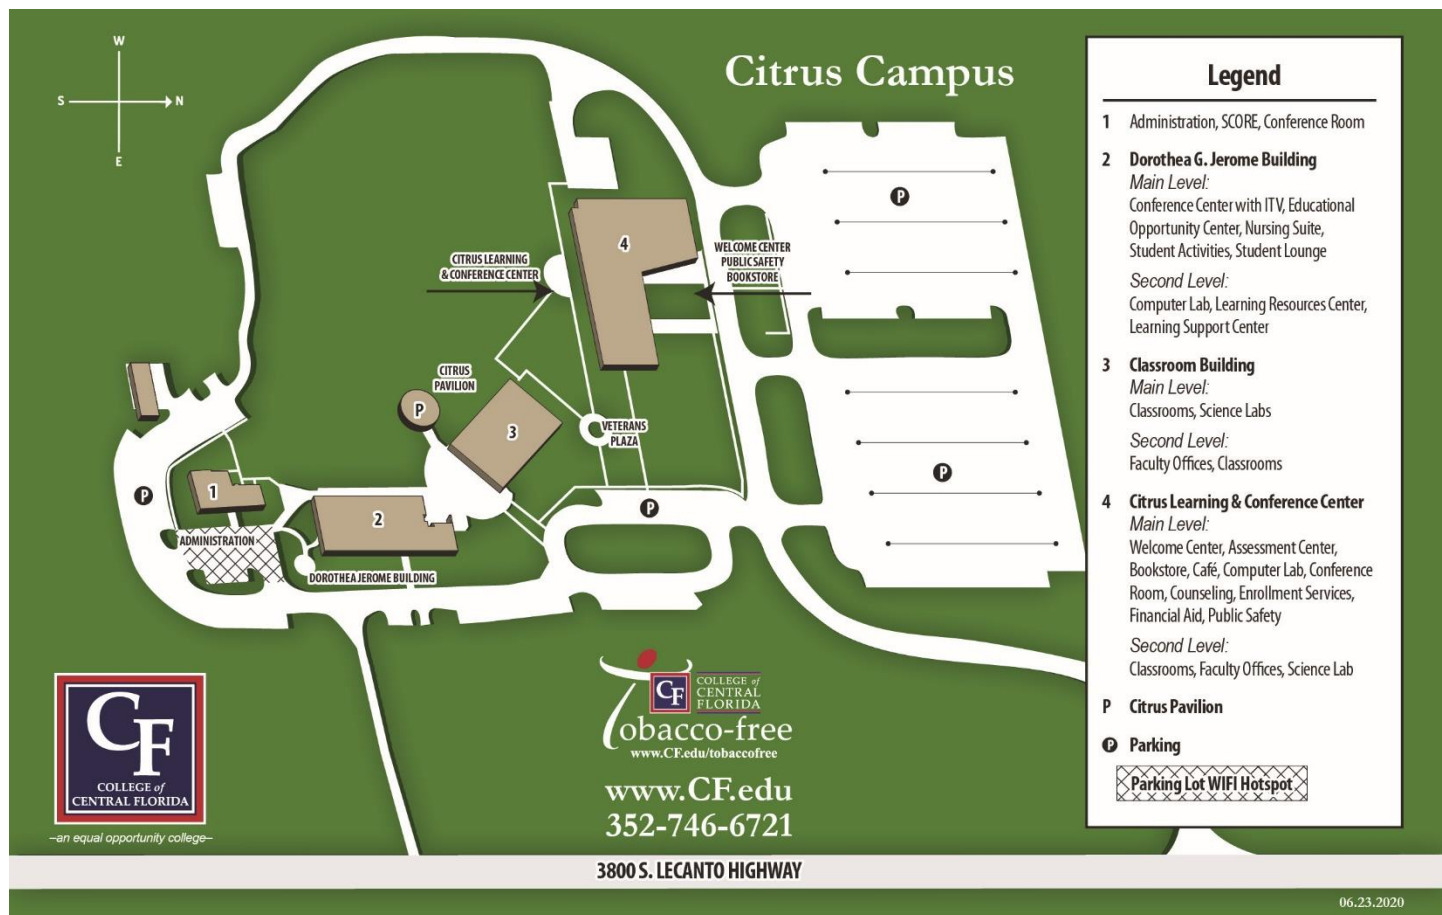 W
S
N
E
Citrus Campus
4
CITRUS LEARNING
& CONFERENCE CENTER
WELCOME CENTER
PUBLIC SAFETY
BOOKSTORE
P
CITRUS
PAVILION
P
3
VETERANS
PLAZA
P
P
1
2
P
ADMINISTRATION
DOROTHEA JEROME BUILDING
Legend
1 Administration, SCORE, Conference Room
2 Dorothea G. Jerome Building
Main Level:
Conference Center with ITV, Educational
Opportunity Center, Nursing Suite,
Student Activities, Student Lounge
Second Level:
Computer Lab, Learning Resources Center,
Learning Support Center
3 Classroom Building
Main Level:
Classrooms, Science Labs
Second Level:
Faculty Offices, Classrooms
4 Citrus Learning & Conference Center
Main Level:
Welcome Center, Assessment Center,
Bookstore, Café, Computer Lab, Conference
Room, Counseling, Enrollment Services,
Financial Aid, Public Safety
Second Level:
Classrooms, Faculty Offices, Science Lab
P Citrus Pavilion
P Parking
Parking Lot WIFI Hotspot
CF
COLLEGE of
CENTRAL FLORIDA
–an equal opportunity college–
CF
COLLEGE of
CENTRAL
FLORIDA
Tobacco-free
www.CF.edu/tobaccofree
www.CF.edu
352-746-6721
3800 S. LECANTO HIGHWAY
06.23.2020